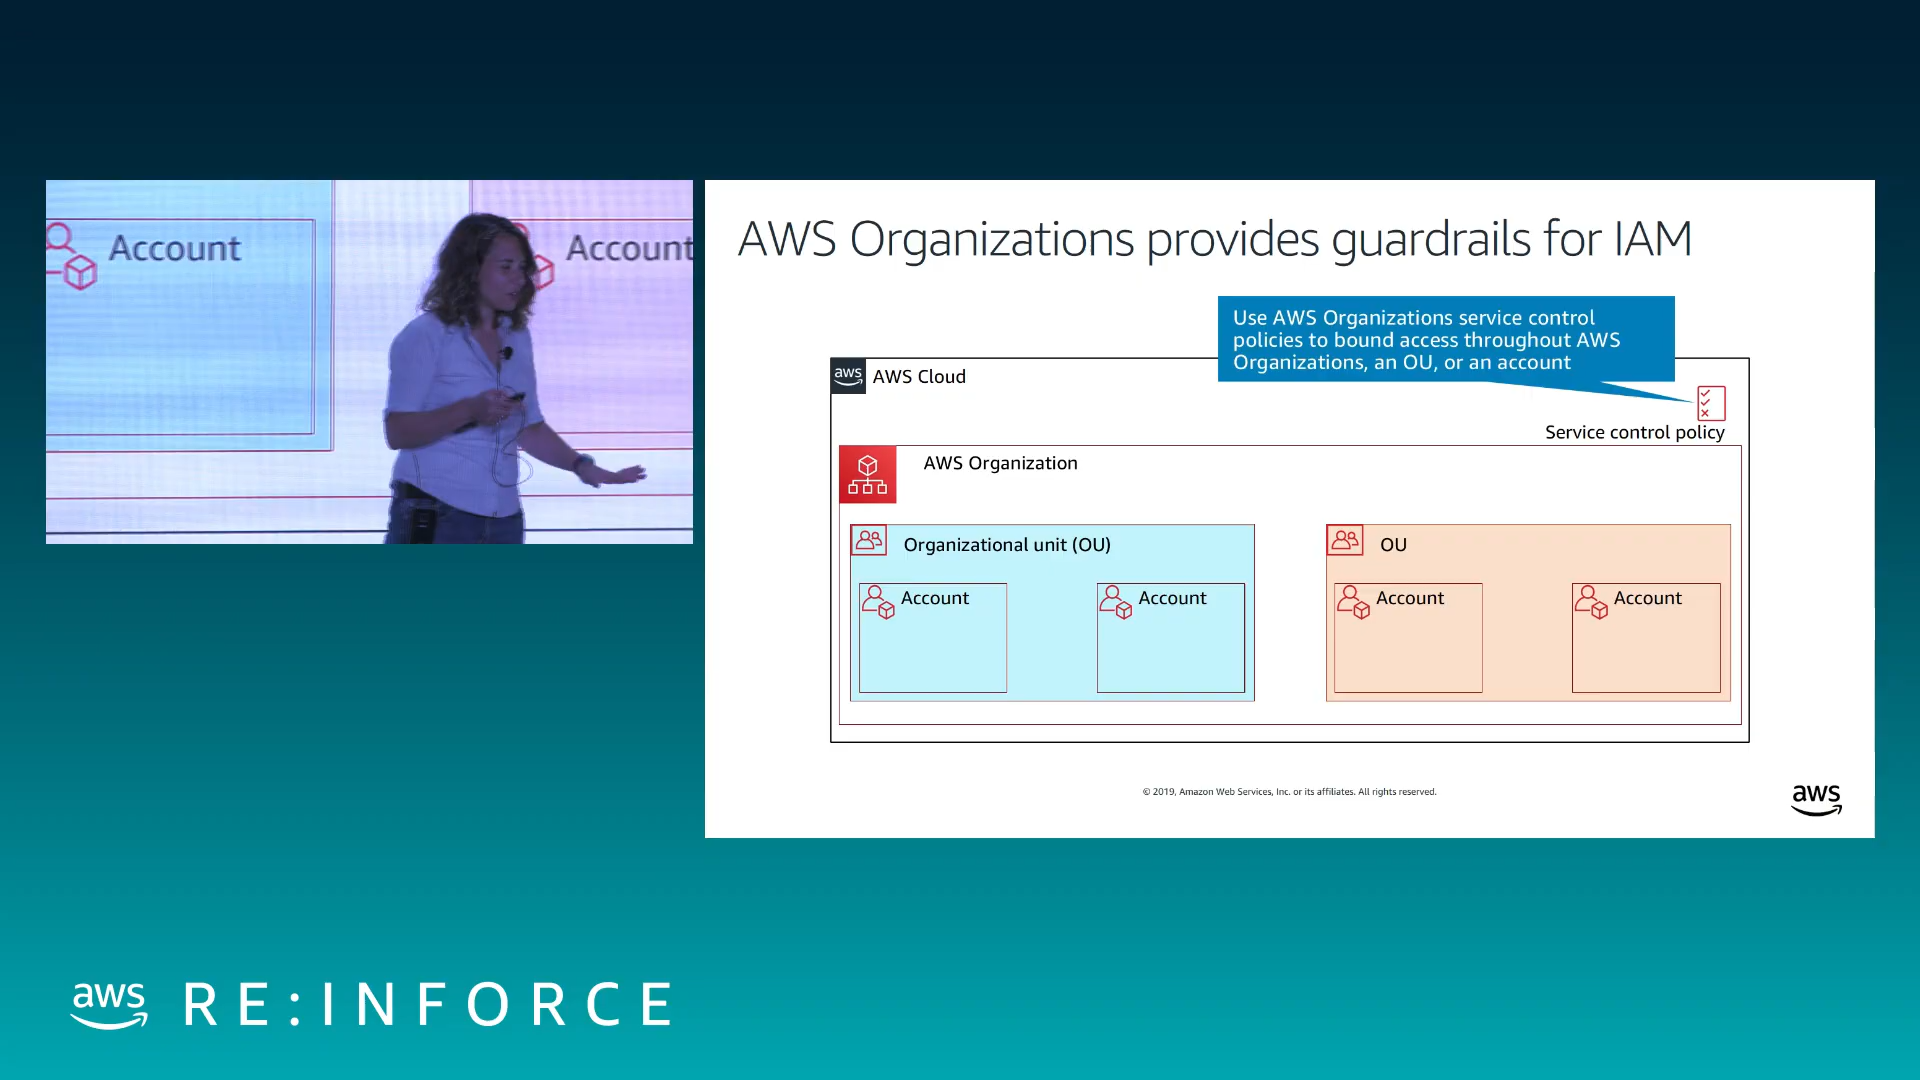 Account
Account
AWS Organizations provides guardrails for IAM
Use AWS Organizations service control
policies to bound access throughout AWS
Organizations, an OU, or an account
aws
AWS Cloud
Service control policy
AWS Organization
Organizational unit (OU)
OU
Account
Account
Account
Account
© 2019, Amazon Web Services, Inc. or its affiliates. All rights reserved.
aws
aws RE:INFORCE